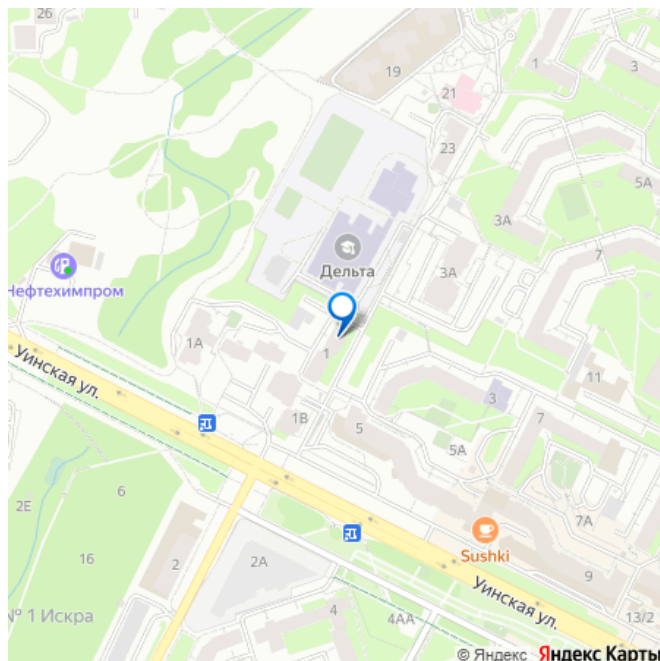 26
19
1
3
21
23
5А
3А
7
Дельта
3А
Нефтехимпром
1А
1
11
3
7
1В
5
5А
Уинская ул.
2Е
6
7А
Sushki
16
2
2А
9
Уинская ул.
№ 1 Искра
4
4АА
13/2
© Яндекс Яндекс Карты